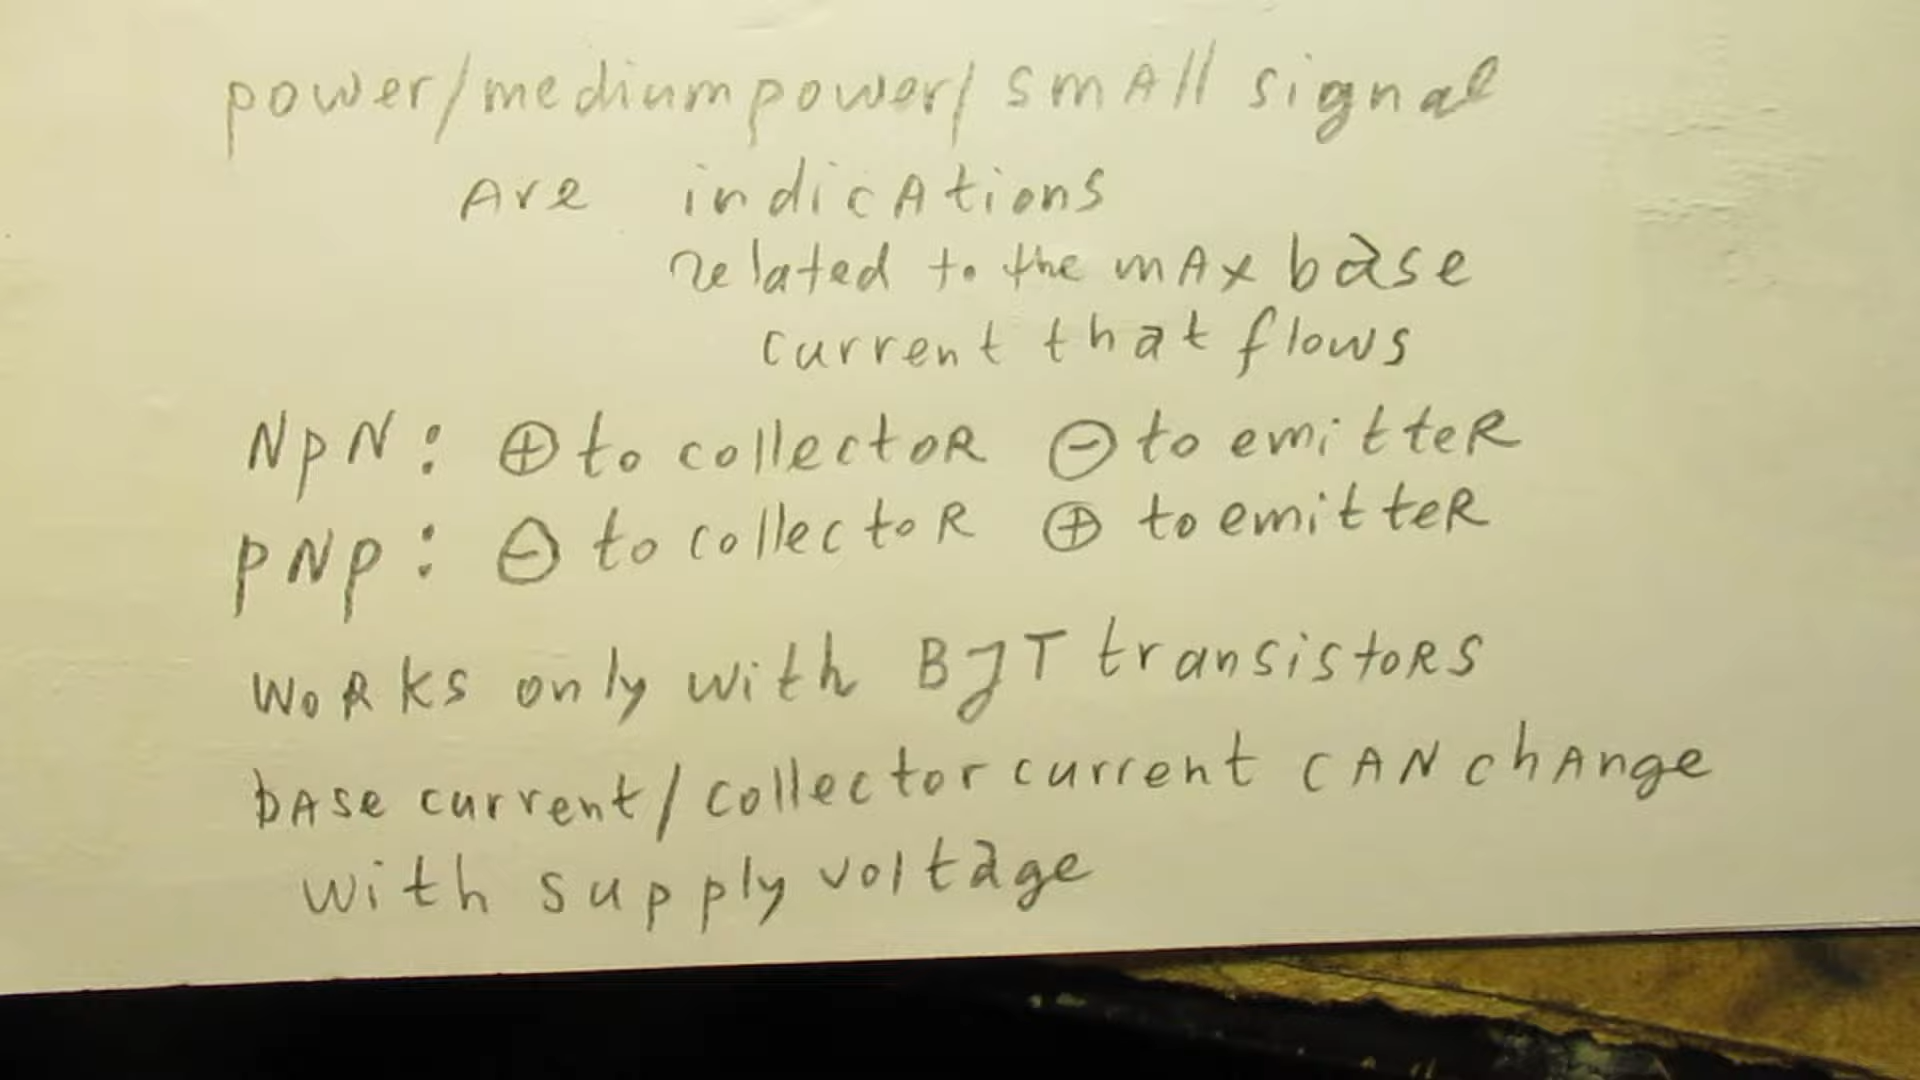 power/medium power/ small signal
are indications
related to the max base
current that flows
NPN: ⊕ to collector ⊖ to emitter
PNP: ⊖ to collector ⊕ to emitter
works only with BJT transistors
base current/collector current can change
with supply voltage